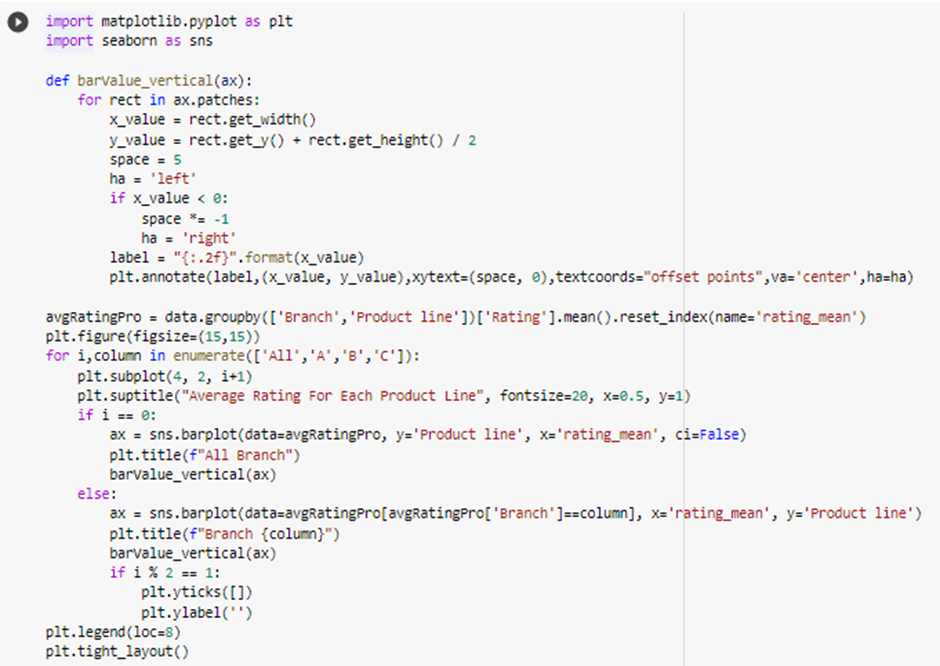 import matplotlib.pyplot as plt
import seaborn as sns

def barValue_vertical(ax):
    for rect in ax.patches:
        x_value = rect.get_width()
        y_value = rect.get_y() + rect.get_height() / 2
        space = 5
        ha = 'left'
        if x_value < 0:
            space *= -1
            ha = 'right'
        label = "{:.2f}".format(x_value)
        plt.annotate(label,(x_value, y_value),xytext=(space, 0),textcoords="offset points",va='center',ha=ha)

avgRatingPro = data.groupby(['Branch','Product line'])['Rating'].mean().reset_index(name='rating_mean')
plt.figure(figsize=(15,15))
for i,column in enumerate(['All','A','B','C']):
    plt.subplot(4, 2, i+1)
    plt.suptitle("Average Rating For Each Product Line", fontsize=20, x=0.5, y=1)
    if i == 0:
        ax = sns.barplot(data=avgRatingPro, y='Product line', x='rating_mean', ci=False)
        plt.title(f"All Branch")
        barValue_vertical(ax)
    else:
        ax = sns.barplot(data=avgRatingPro[avgRatingPro['Branch']==column], x='rating_mean', y='Product line')
        plt.title(f"Branch {column}")
        barValue_vertical(ax)
        if i % 2 == 1:
            plt.yticks([])
            plt.ylabel('')
plt.legend(loc=8)
plt.tight_layout()